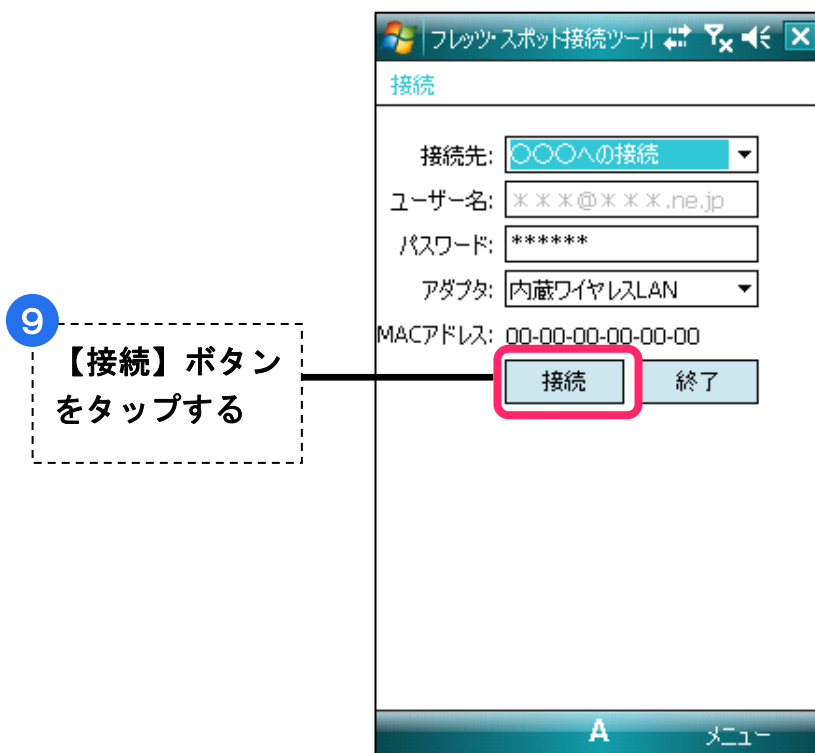 フレッツ・スポット接続ツール
接続
接続先: 〇〇〇への接続
ユーザー名: ＊＊＊@＊＊＊.ne.jp
パスワード: ******
アダプタ: 内蔵ワイヤレスLAN
MACアドレス: 00-00-00-00-00-00
接続 終了
9
【接続】ボタン
をタップする
A メニュー